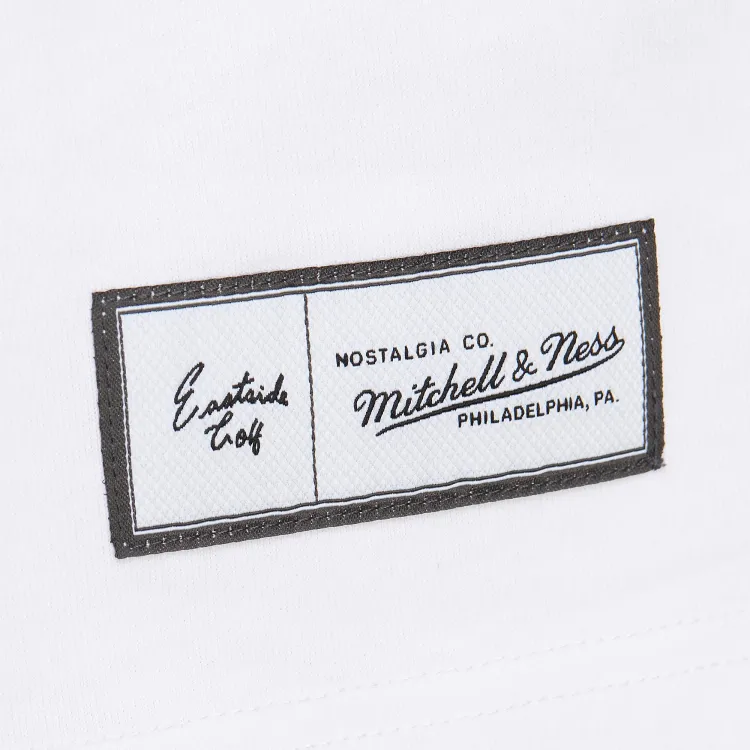 Eastside
Golf
NOSTALGIA CO.
Mitchell & Ness
PHILADELPHIA, PA.